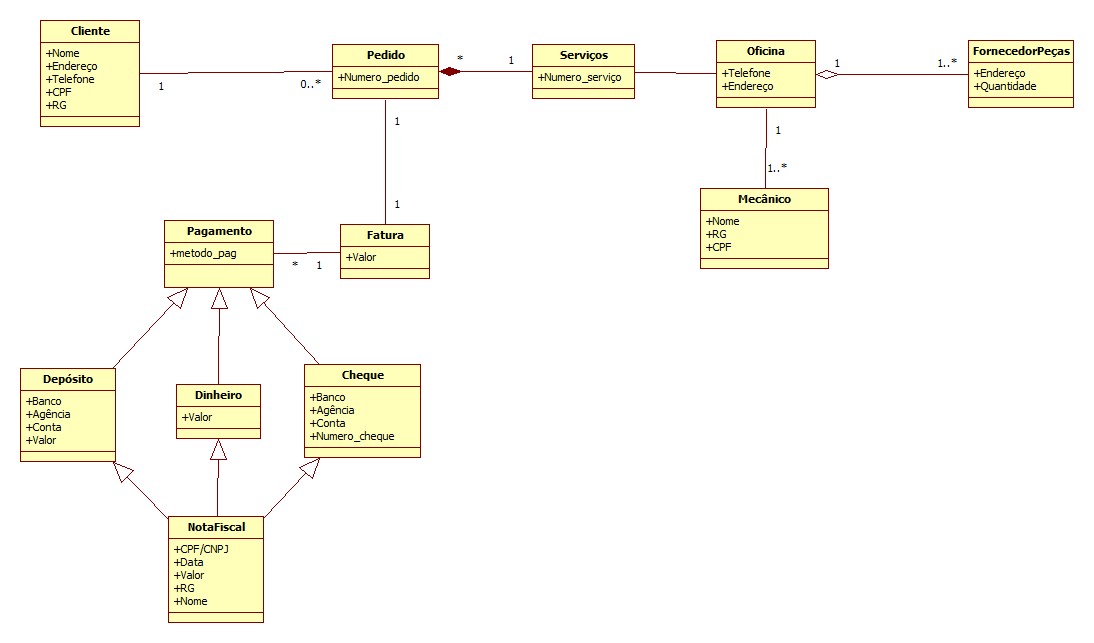 Cliente
+Nome
+Endereço
+Telefone
+CPF
+RG
1
0..*
Pedido
+Numero_pedido
*
1
Serviços
+Numero_serviço
Oficina
+Telefone
+Endereço
1
1..*
FornecedorPeças
+Endereço
+Quantidade
1
1..*
Mecânico
+Nome
+RG
+CPF
1
1
Fatura
+Valor
Pagamento
+metodo_pag
*
1
Depósito
+Banco
+Agência
+Conta
+Valor
Dinheiro
+Valor
Cheque
+Banco
+Agência
+Conta
+Numero_cheque
NotaFiscal
+CPF/CNPJ
+Data
+Valor
+RG
+Nome